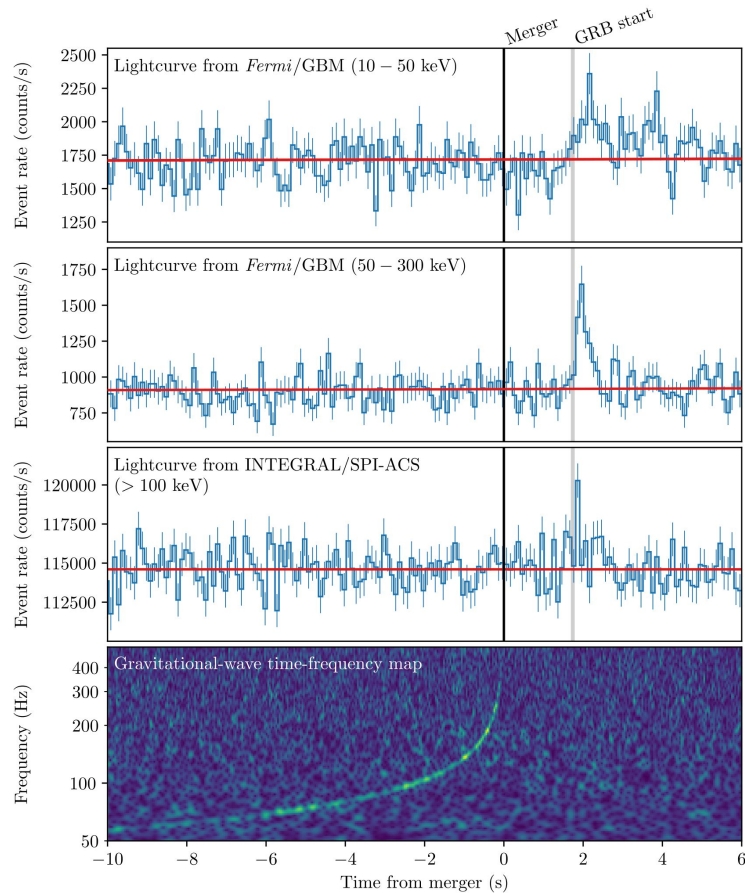 Merger
GRB start
Lightcurve from Fermi/GBM (10 − 50 keV)
Event rate (counts/s)
2500
2250
2000
1750
1500
1250
Lightcurve from Fermi/GBM (50 − 300 keV)
Event rate (counts/s)
1750
1500
1250
1000
750
Lightcurve from INTEGRAL/SPI-ACS
(> 100 keV)
Event rate (counts/s)
120000
117500
115000
112500
Gravitational-wave time-frequency map
Frequency (Hz)
400
300
200
100
50
−10
−8
−6
−4
−2
0
2
4
6
Time from merger (s)